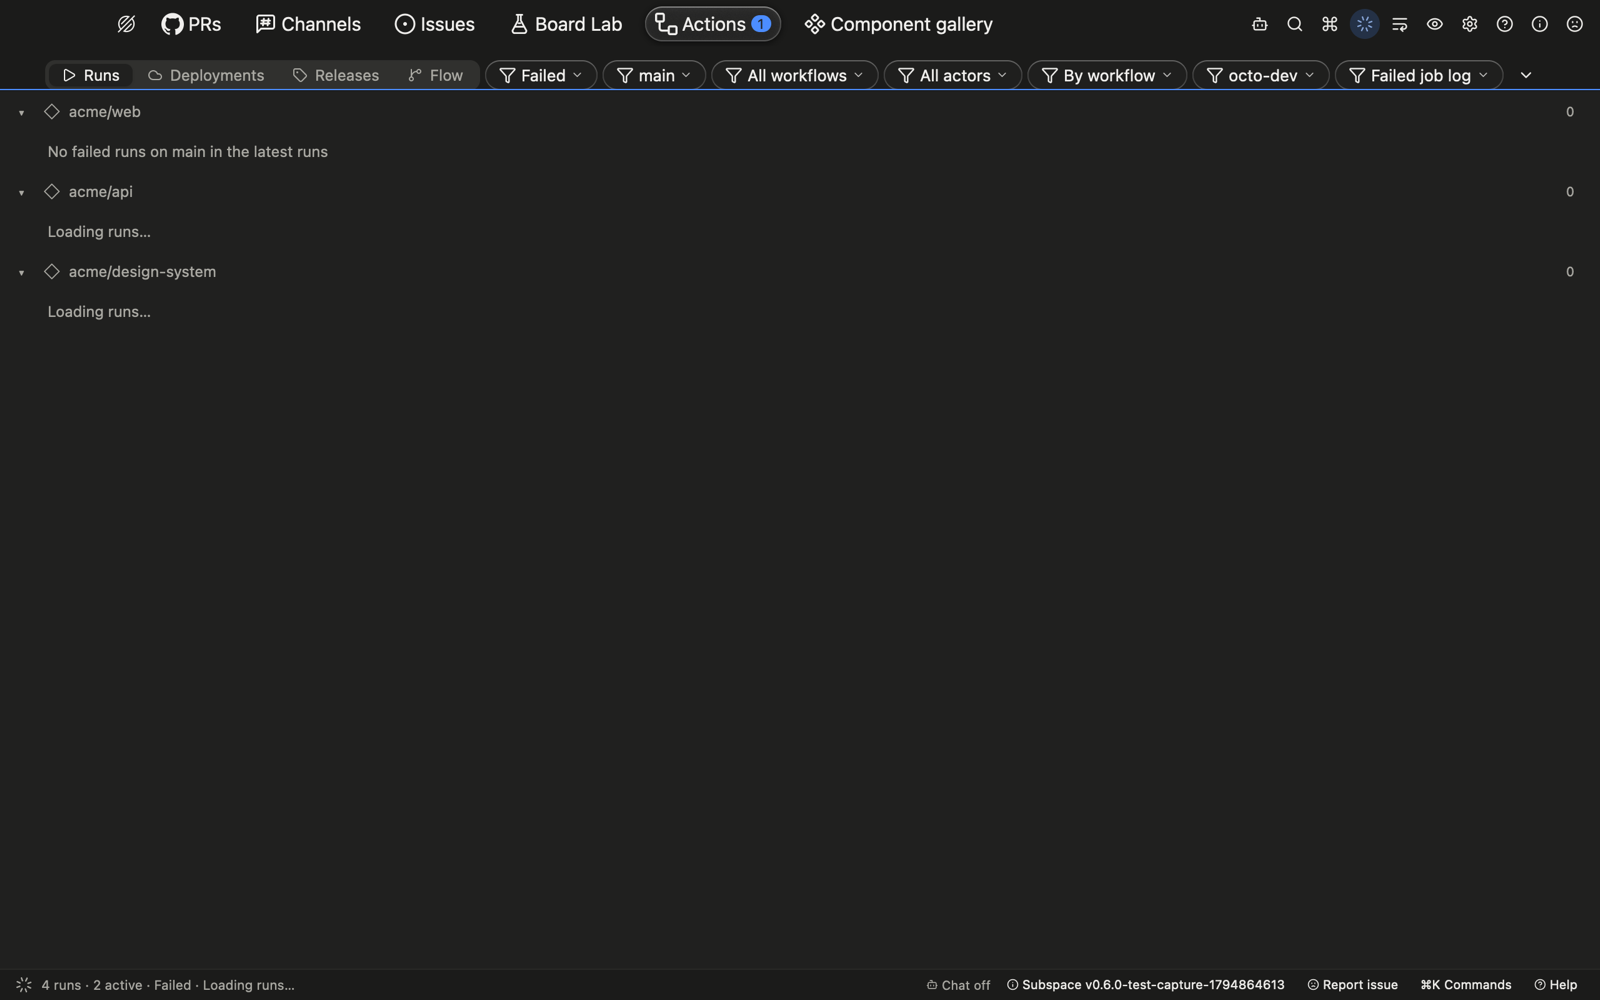 PRs Channels Issues Board Lab Actions 1 Component gallery
Runs Deployments Releases Flow Failed main All workflows All actors By workflow octo-dev Failed job log
acme/web 0
No failed runs on main in the latest runs
acme/api 0
Loading runs...
acme/design-system 0
Loading runs...
4 runs · 2 active · Failed · Loading runs... Chat off Subspace v0.6.0-test-capture-1794864613 Report issue ⌘K Commands Help